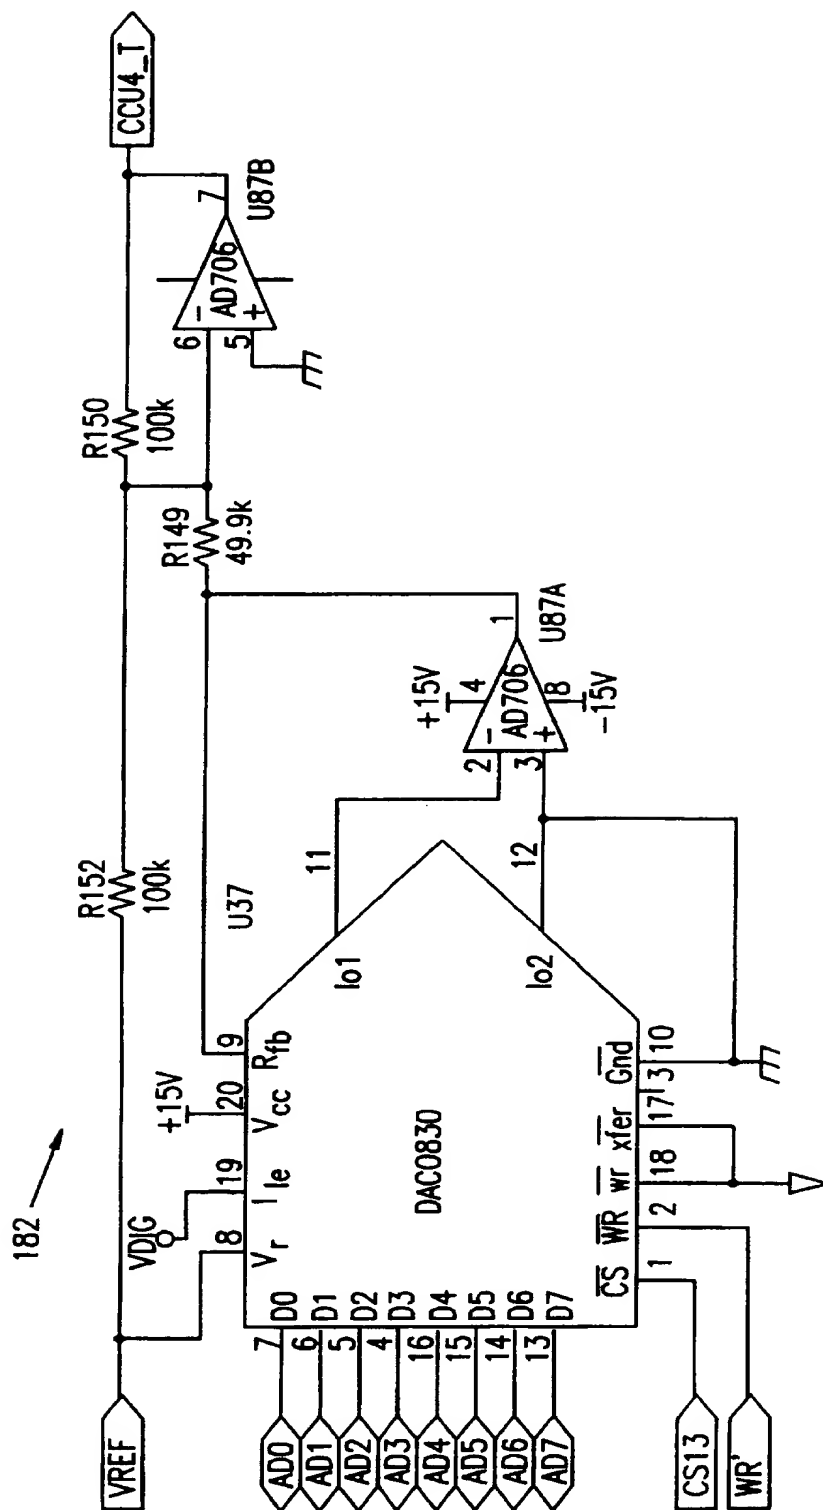 182
VREF
R152
100k
R150
100k
CCU4_T
R149
49.9k
6
-
AD706
7
5
+
U87B
VDIG
+15V
8
19
20
9
Vr
Ile
Vcc
Rfb
U37
AD0
7
D0
AD1
6
D1
AD2
5
D2
AD3
4
D3
AD4
16
D4
AD5
15
D5
AD6
14
D6
AD7
13
D7
DAC0830
Io1
11
Io2
12
+15V
4
2
-
AD706
1
3
+
8
-15V
U87A
CS
WR
wr
xfer
Gnd
1
2
18
17
3
10
CS13
WR'